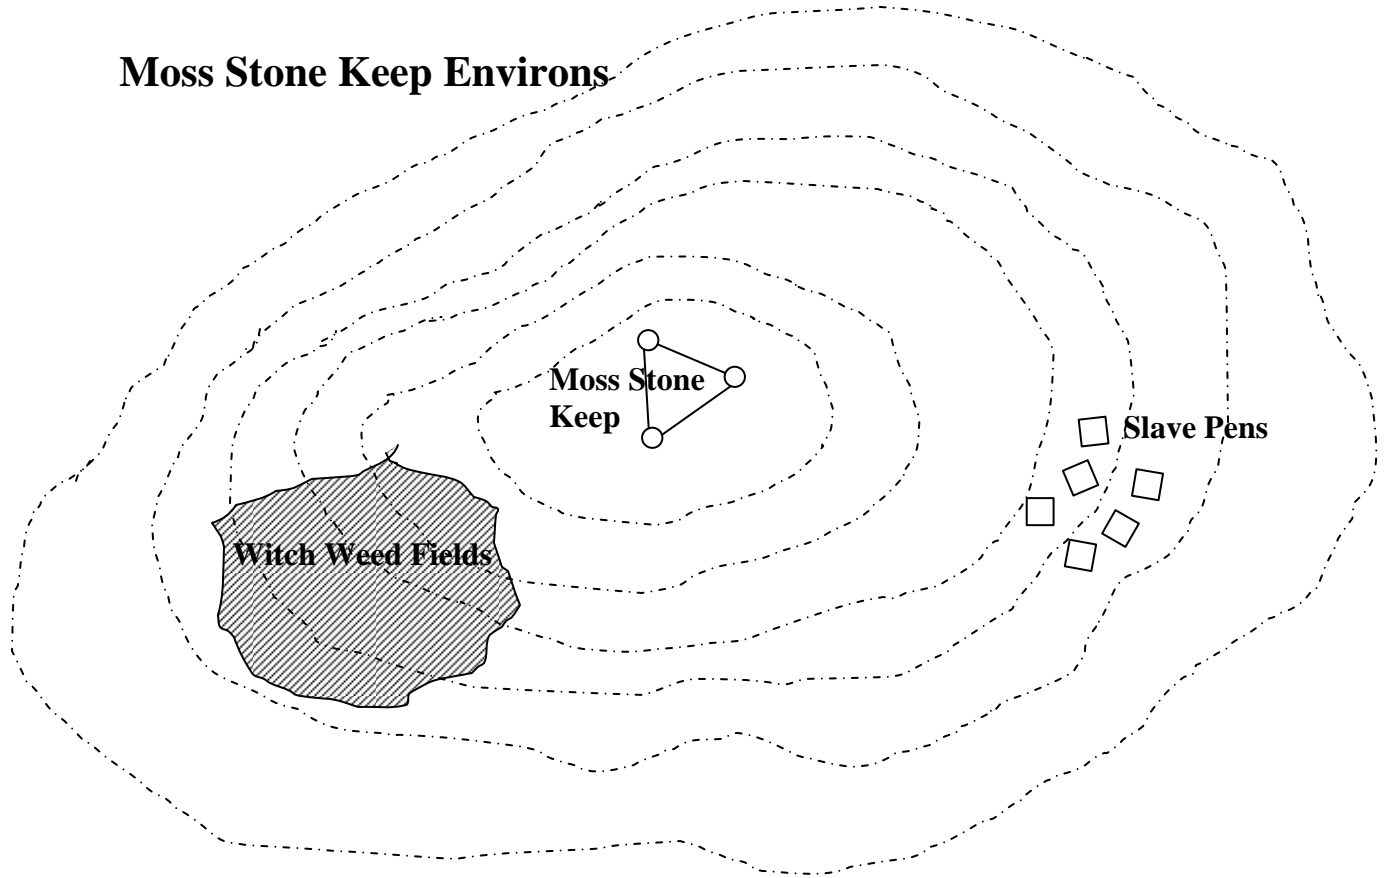 Moss Stone Keep Environs
Moss Stone
Keep
Slave Pens
Witch Weed Fields